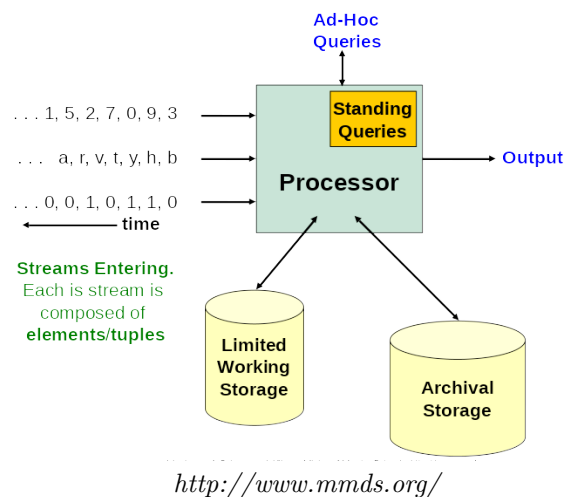 Ad-Hoc
Queries
Standing
Queries
. . . 1, 5, 2, 7, 0, 9, 3
. . . a, r, v, t, y, h, b
. . . 0, 0, 1, 0, 1, 1, 0
time
Processor
Output
Streams Entering.
Each is stream is
composed of
elements/tuples
Limited
Working
Storage
Archival
Storage
http://www.mmds.org/